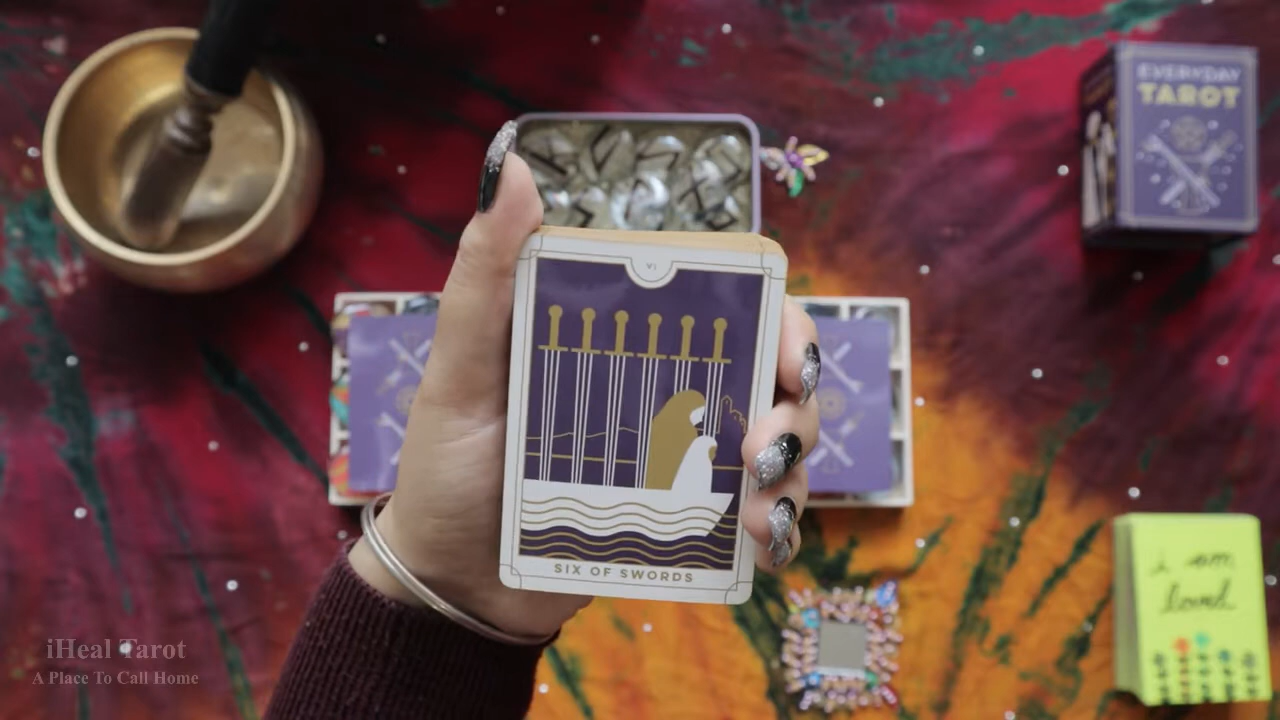 EVERYDAY
TAROT
VI
SIX OF SWORDS
i am
loved
iHeal Tarot
A Place To Call Home